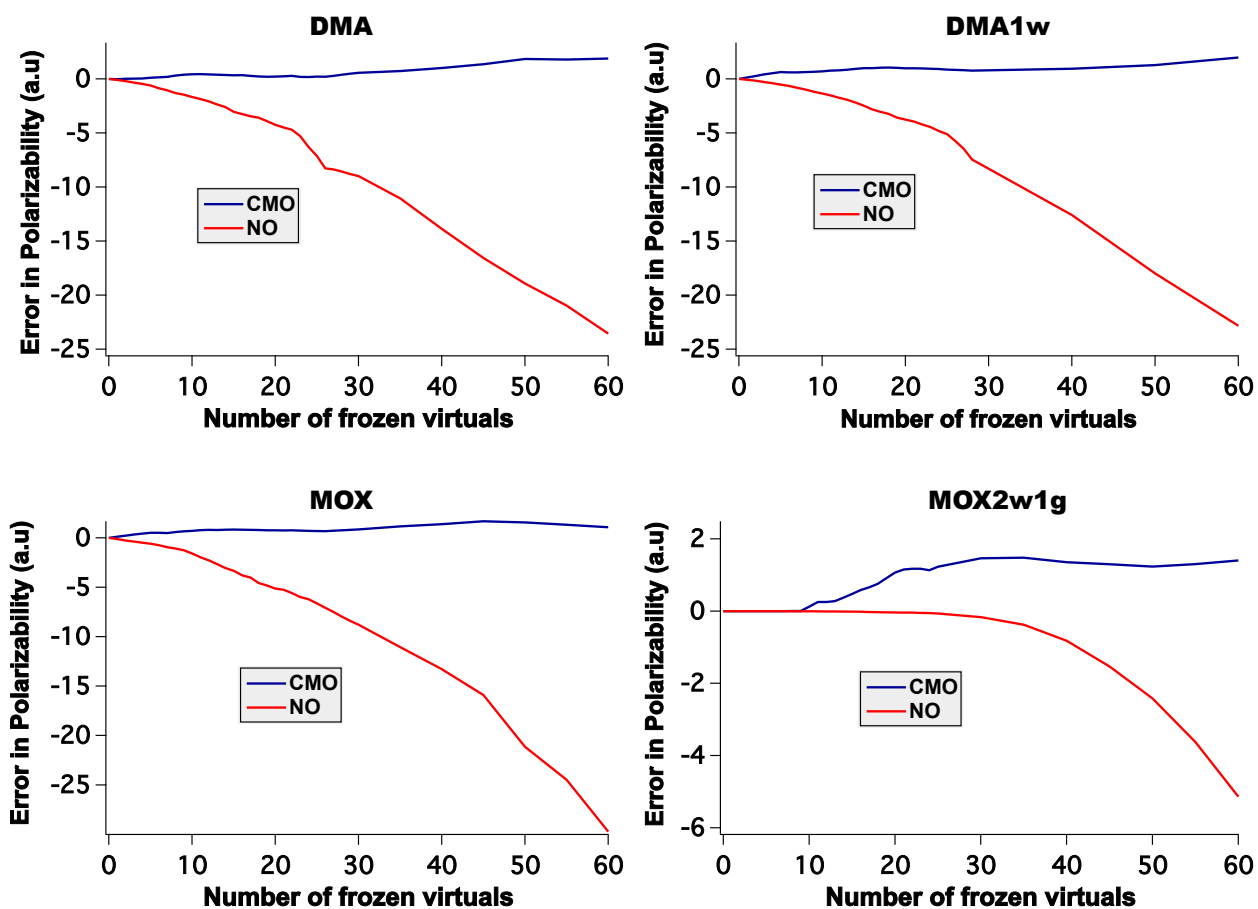 DMA
Error in Polarizability (a.u)
0
-5
-10
-15
-20
-25
CMO
NO
0 10 20 30 40 50 60
Number of frozen virtuals
DMA1w
Error in Polarizability (a.u)
0
-5
-10
-15
-20
-25
CMO
NO
0 10 20 30 40 50 60
Number of frozen virtuals
MOX
Error in Polarizability (a.u)
0
-5
-10
-15
-20
-25
CMO
NO
0 10 20 30 40 50 60
Number of frozen virtuals
MOX2w1g
Error in Polarizability (a.u)
2
0
-2
-4
-6
CMO
NO
0 10 20 30 40 50 60
Number of frozen virtuals